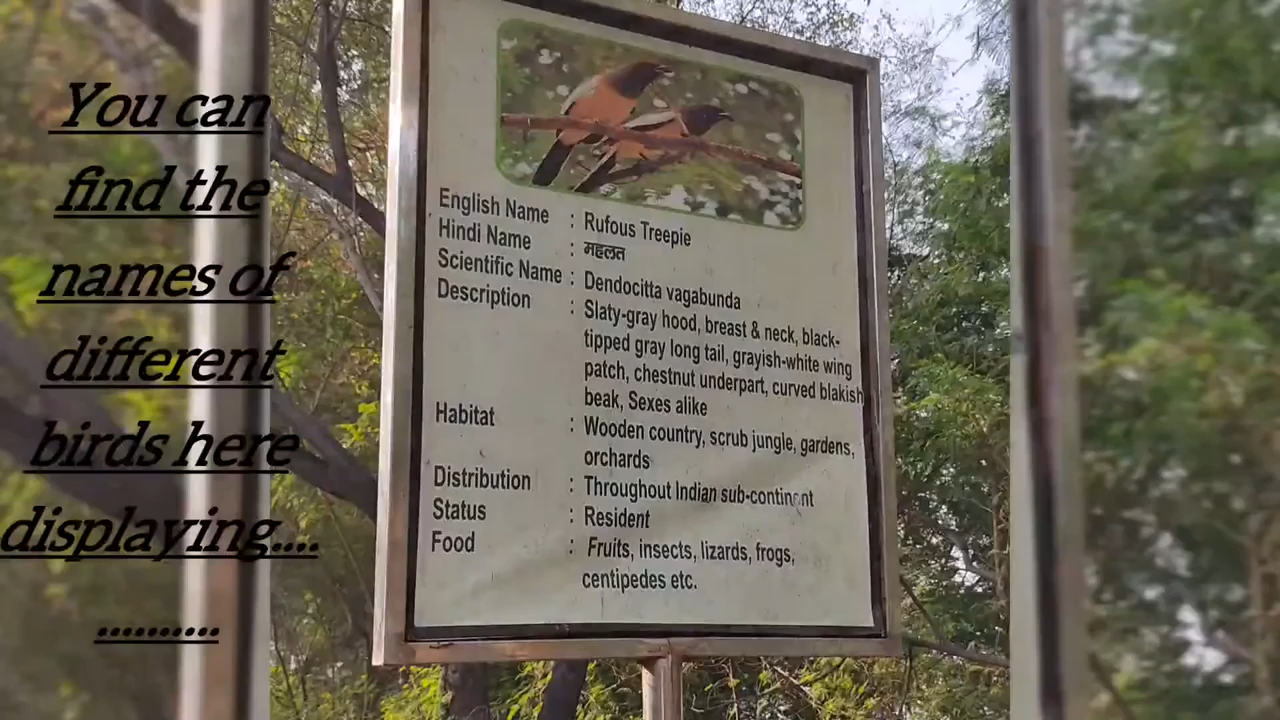 You can
find the
names of
different
birds here
displaying....
..........
English Name : Rufous Treepie
Hindi Name : महलत
Scientific Name : Dendocitta vagabunda
Description : Slaty-gray hood, breast & neck, black-
tipped gray long tail, grayish-white wing
patch, chestnut underpart, curved blakish
beak, Sexes alike
Habitat : Wooden country, scrub jungle, gardens,
orchards
Distribution : Throughout Indian sub-continent
Status : Resident
Food : Fruits, insects, lizards, frogs,
centipedes etc.